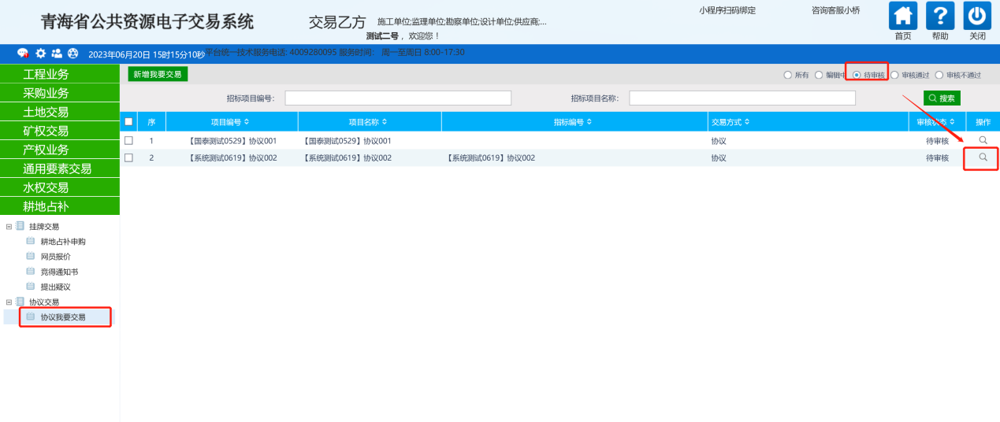 青海省公共资源电子交易系统
交易乙方 施工单位;监理单位;勘察单位;设计单位;供应商;...
测试二号， 欢迎您！
小程序扫码绑定
咨询客服小桥
首页
帮助
关闭
2023年06月20日 15时15分10秒 平台统一技术服务电话: 4009280095 服务时间： 周一至周日 8:00-17:30
工程业务
采购业务
土地交易
矿权交易
产权业务
通用要素交易
水权交易
耕地占补
挂牌交易
耕地占补申购
网员报价
竟得通知书
提出疑议
协议交易
协议我要交易
新增我要交易
所有 编辑中 待审核 审核通过 审核不通过
招标项目编号: 招标项目名称: 搜索
序 项目编号 项目名称 指标编号 交易方式 审核状态 操作
1 【国泰测试0529】协议001 【国泰测试0529】协议001 协议 待审核
2 【系统测试0619】协议002 【系统测试0619】协议002 【系统测试0619】协议002 协议 待审核